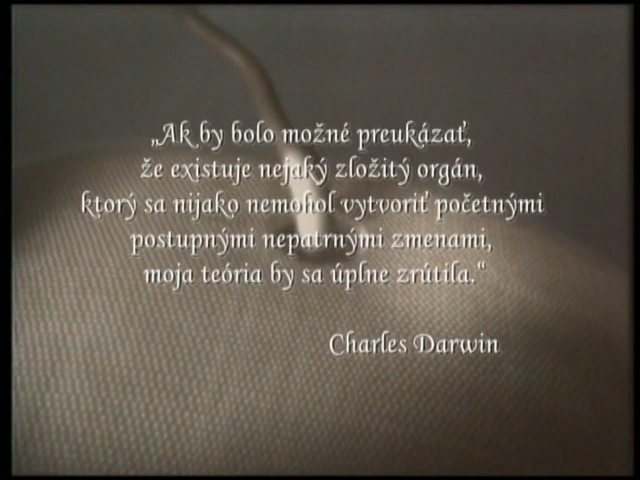 „Ak by bolo možné preukázať,
že existuje nejaký zložitý orgán,
ktorý sa nijako nemohol vytvoriť početnými
postupnými nepatrnými zmenami,
moja teória by sa úplne zrútila.“
Charles Darwin